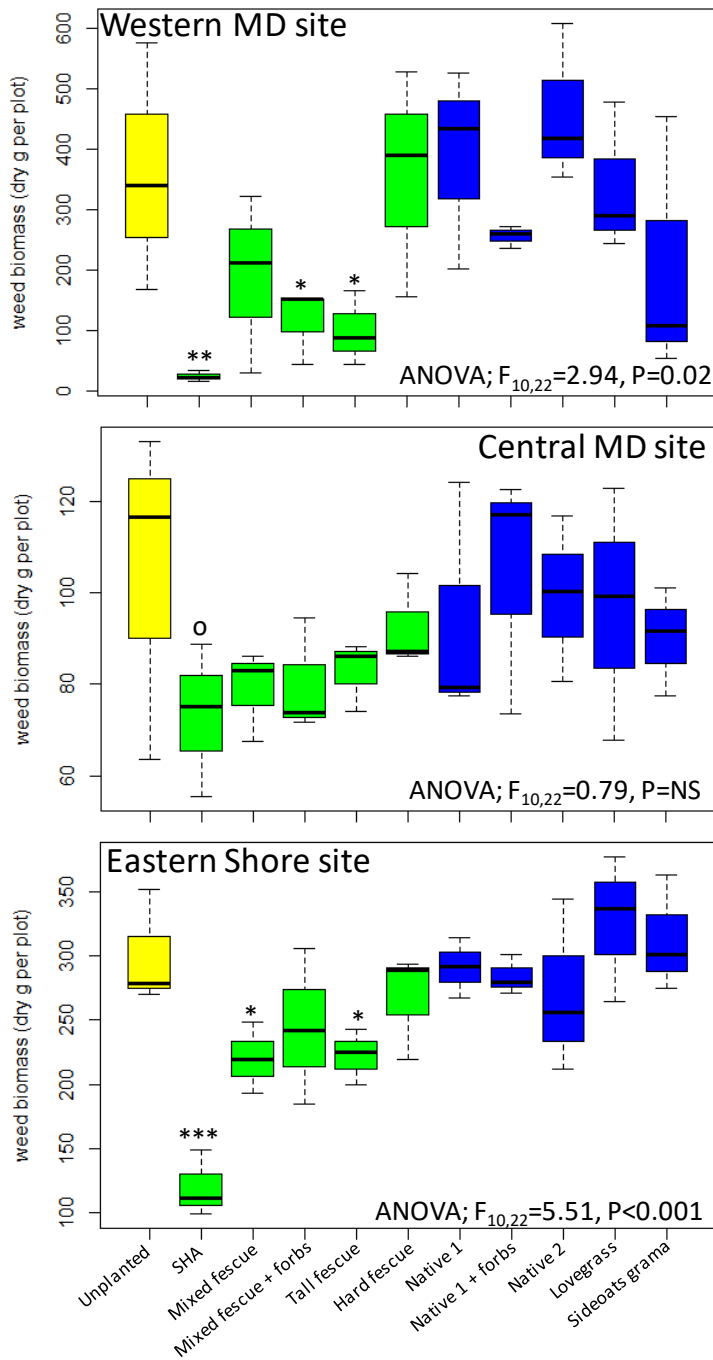 Western MD site
weed biomass (dry g per plot)
600
500
400
300
200
100
0
**
*
*
ANOVA; F10,22=2.94, P=0.02
Central MD site
weed biomass (dry g per plot)
120
100
80
60
o
ANOVA; F10,22=0.79, P=NS
Eastern Shore site
weed biomass (dry g per plot)
350
300
250
200
150
100
***
*
*
ANOVA; F10,22=5.51, P<0.001
Unplanted
SHA
Mixed fescue
Mixed fescue + forbs
Tall fescue
Hard fescue
Native 1
Native 1 + forbs
Native 2
Lovegrass
Sideoats grama